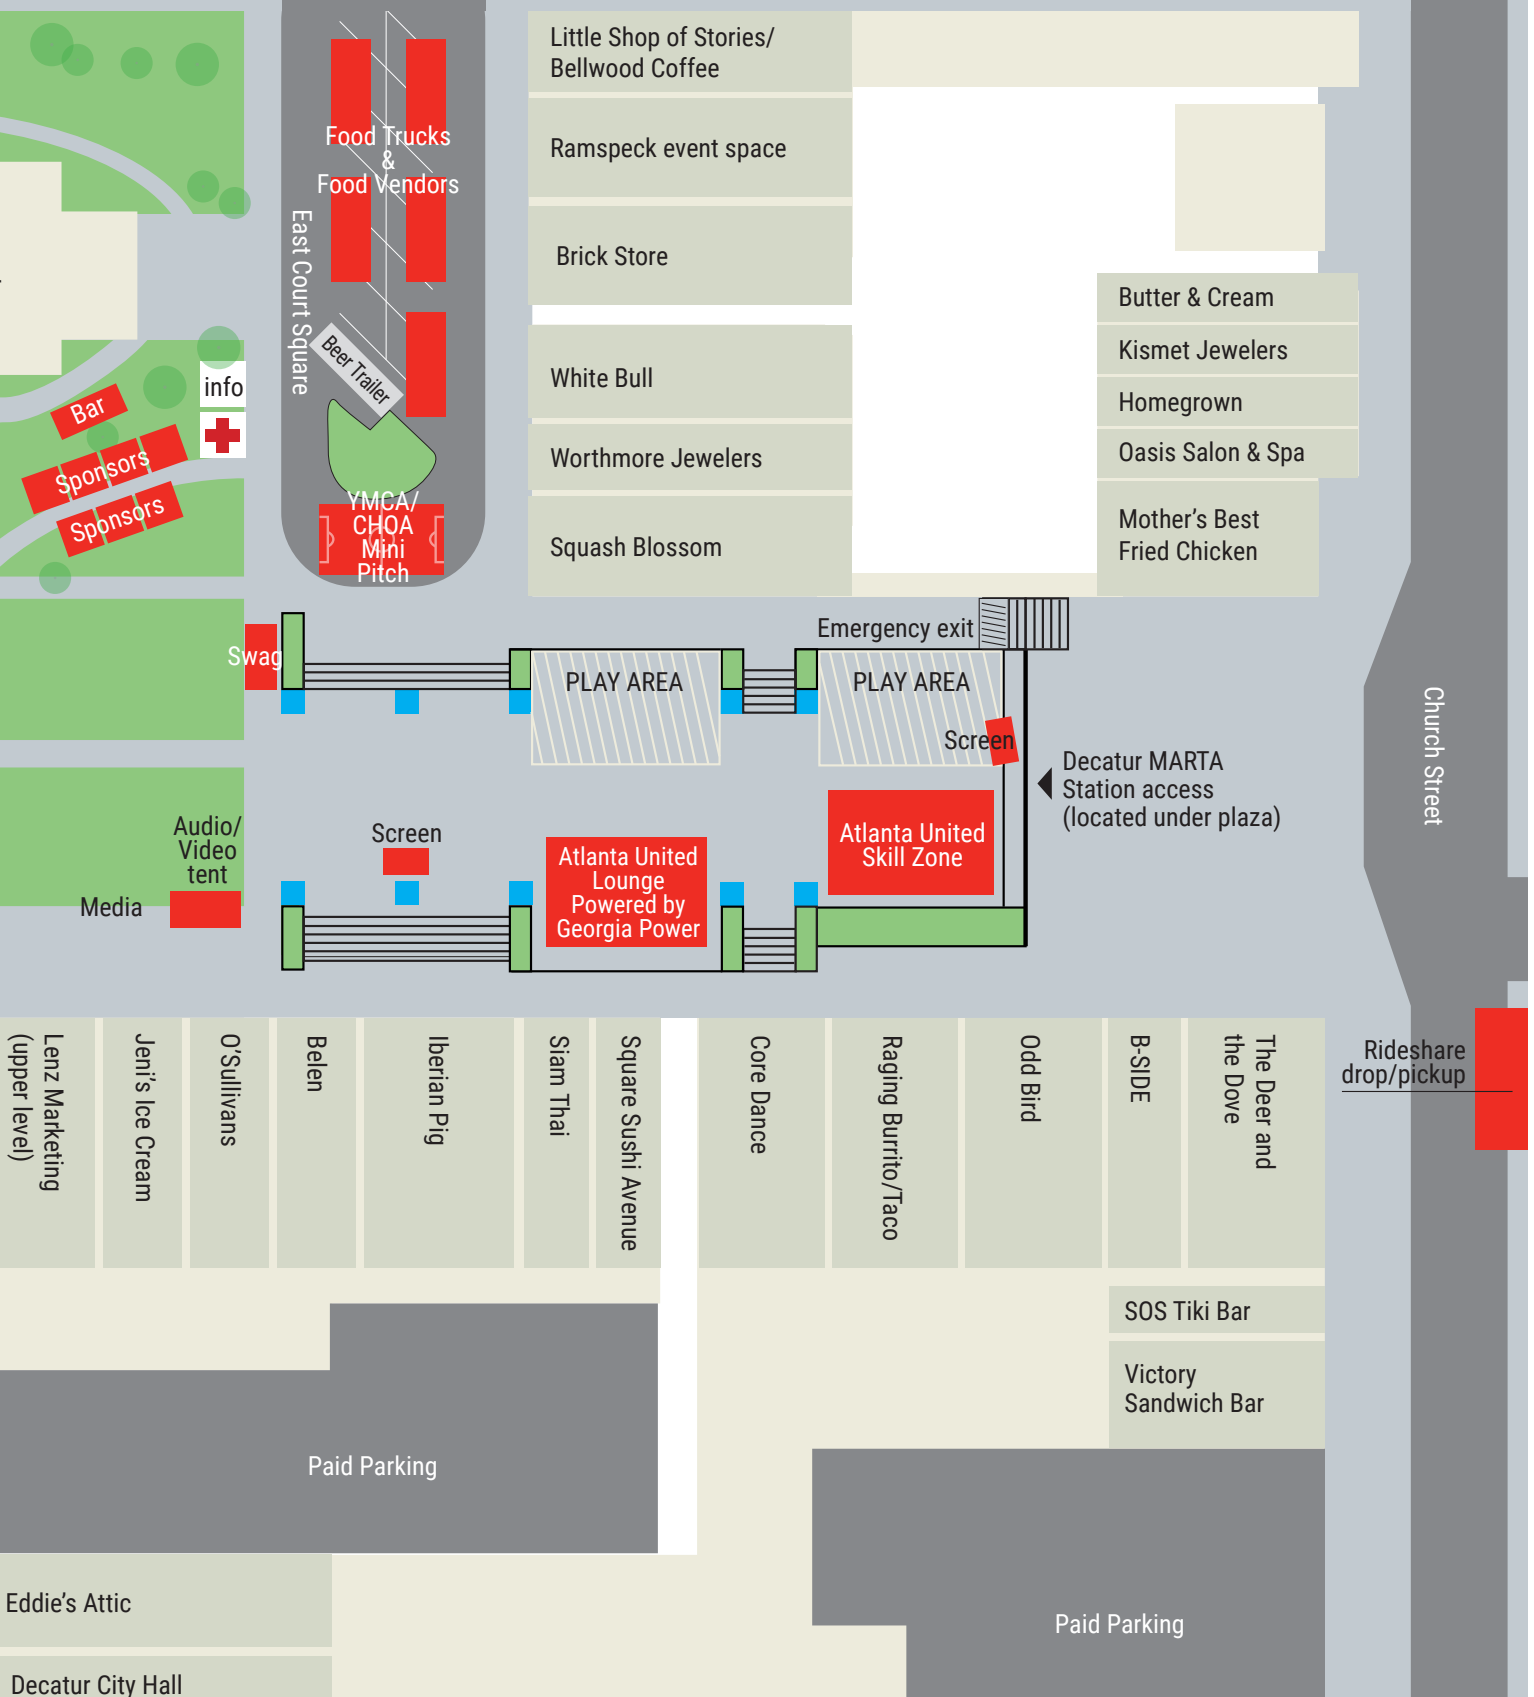 Little Shop of Stories/
Bellwood Coffee
Ramspeck event space
Brick Store
White Bull
Worthmore Jewelers
Squash Blossom
Food Trucks
&
Food Vendors
East Court Square
Beer Trailer
info
Bar
Sponsors
Sponsors
YMCA/
CHOA
Mini
Pitch
Butter & Cream
Kismet Jewelers
Homegrown
Oasis Salon & Spa
Mother's Best
Fried Chicken
Emergency exit
Swag
PLAY AREA
PLAY AREA
Screen
Decatur MARTA
Station access
(located under plaza)
Church Street
Audio/
Video
tent
Media
Screen
Atlanta United
Lounge
Powered by
Georgia Power
Atlanta United
Skill Zone
Lenz Marketing
(upper level)
Jeni's Ice Cream
O'Sullivans
Belen
Iberian Pig
Siam Thai
Square Sushi Avenue
Core Dance
Raging Burrito/Taco
Odd Bird
B-SIDE
The Deer and
the Dove
Rideshare
drop/pickup
SOS Tiki Bar
Victory
Sandwich Bar
Paid Parking
Paid Parking
Eddie's Attic
Decatur City Hall